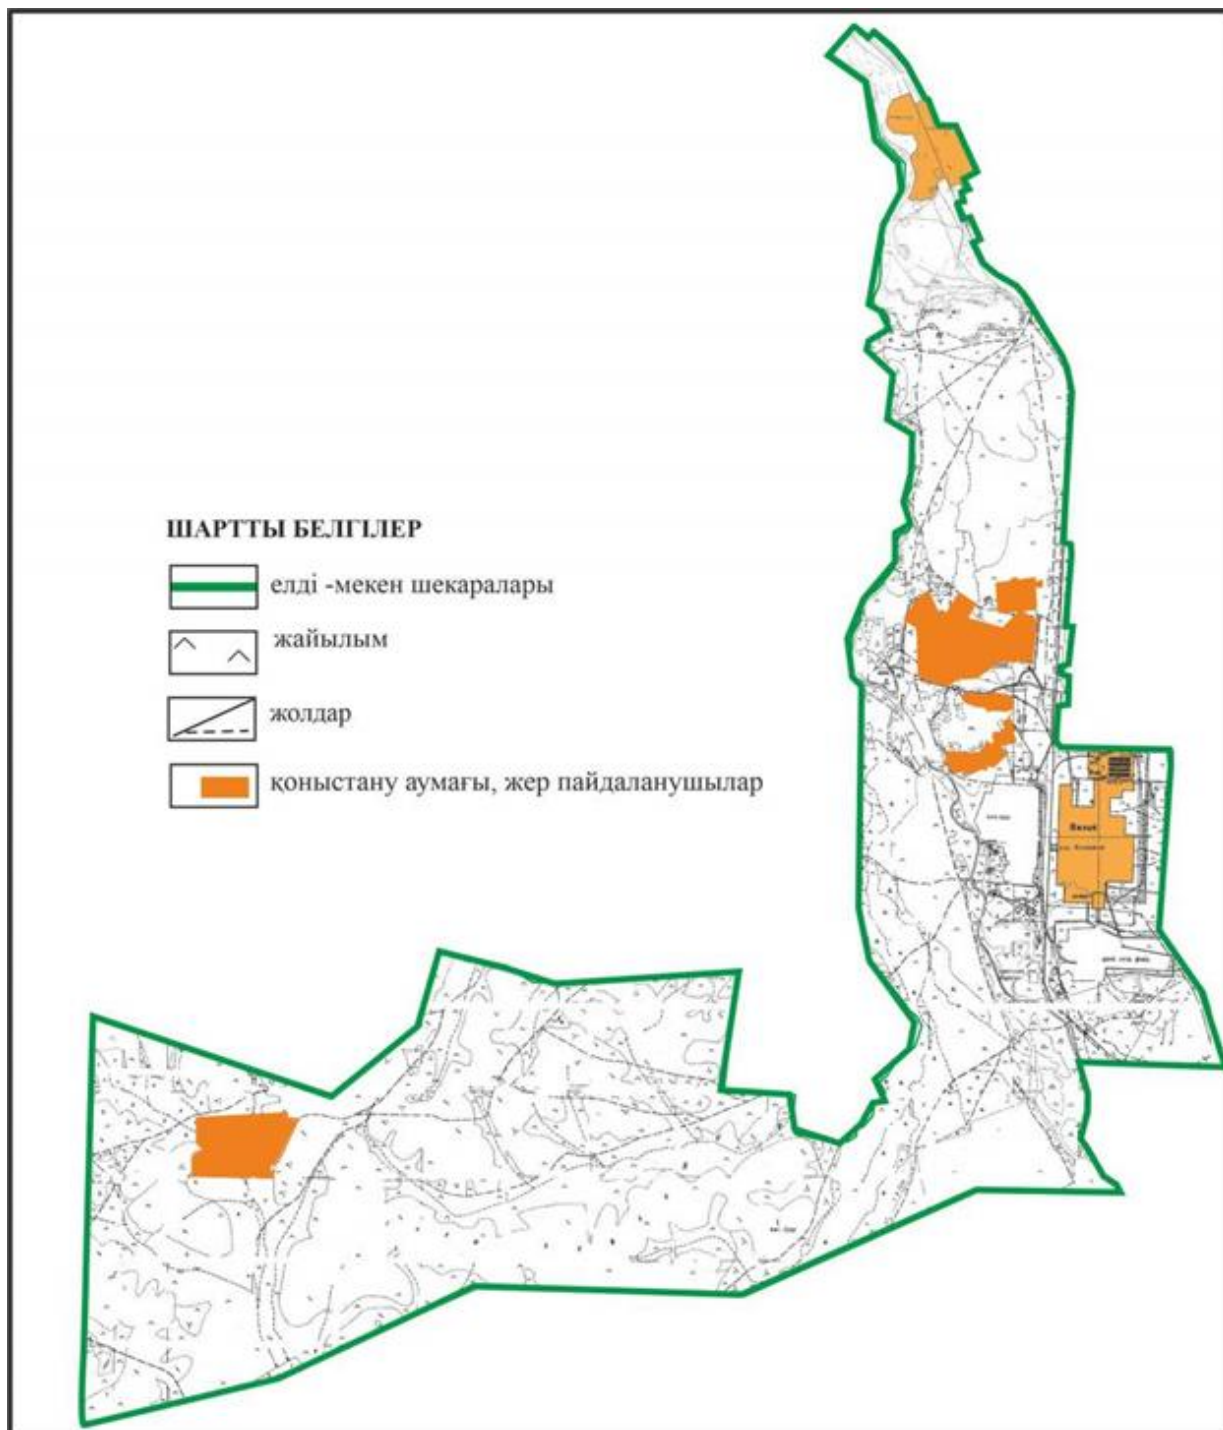 ШАРТТЫ БЕЛГІЛЕР
елді -мекен шекаралары
жайылым
жолдар
қоныстану аумағы, жер пайдаланушылар